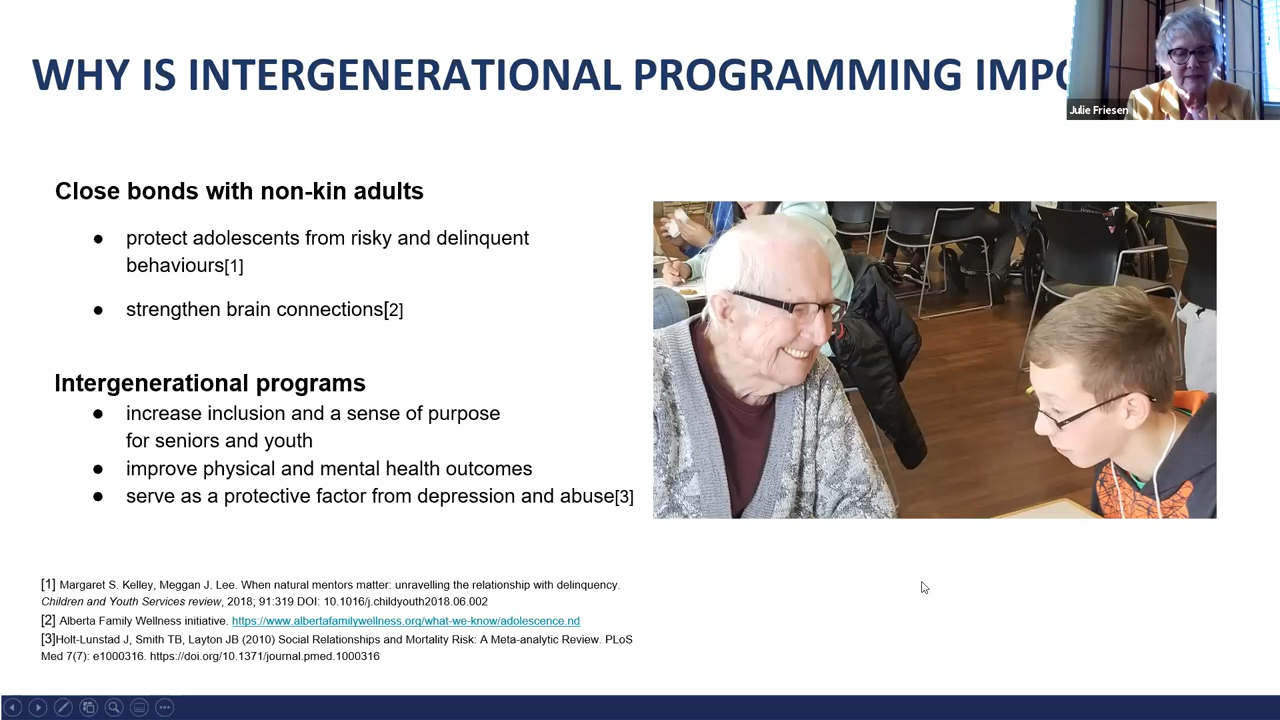 WHY IS INTERGENERATIONAL PROGRAMMING IMPO
Julie Friesen
Close bonds with non-kin adults
● protect adolescents from risky and delinquent
behaviours[1]
● strengthen brain connections[2]
Intergenerational programs
● increase inclusion and a sense of purpose
for seniors and youth
● improve physical and mental health outcomes
● serve as a protective factor from depression and abuse[3]
[1] Margaret S. Kelley, Meggan J. Lee. When natural mentors matter: unravelling the relationship with delinquency.
Children and Youth Services review, 2018; 91:319 DOI: 10.1016/j.childyouth2018.06.002
[2] Alberta Family Wellness initiative. https://www.albertafamilywellness.org/what-we-know/adolescence.nd
[3]Holt-Lunstad J, Smith TB, Layton JB (2010) Social Relationships and Mortality Risk: A Meta-analytic Review. PLoS
Med 7(7): e1000316. https://doi.org/10.1371/journal.pmed.1000316